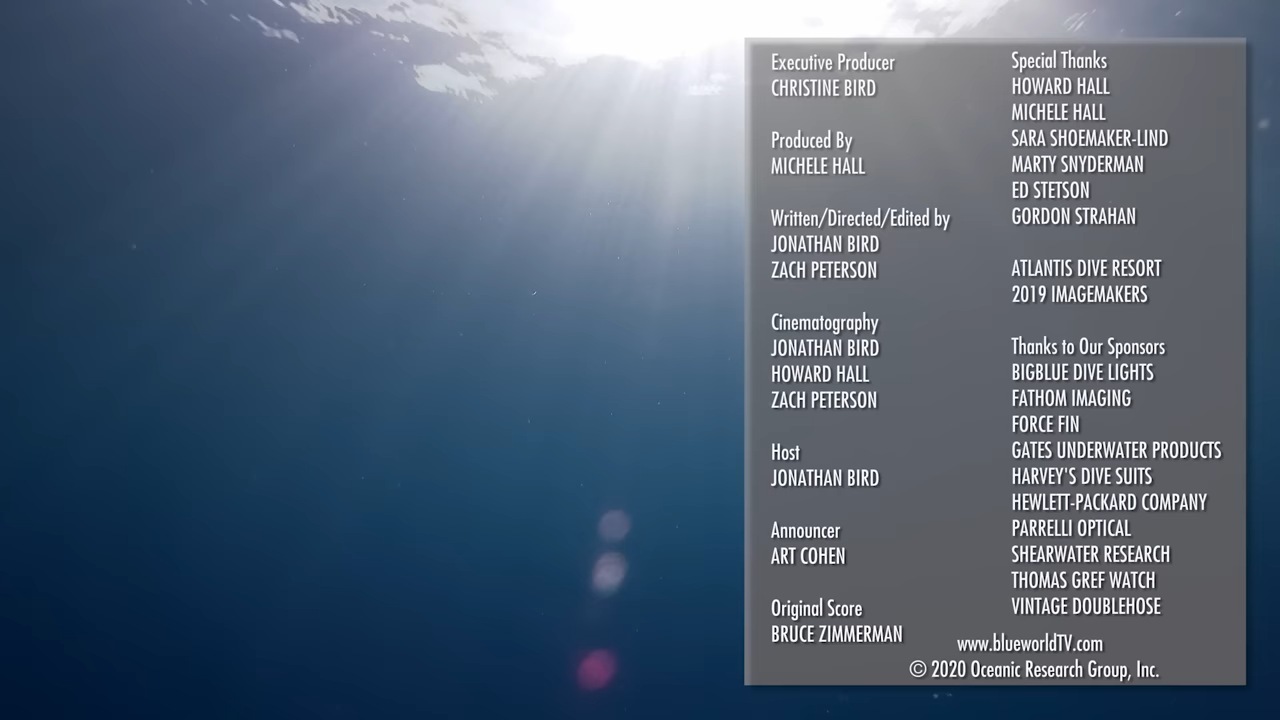 Executive Producer
CHRISTINE BIRD
Produced By
MICHELE HALL
Written/Directed/Edited by
JONATHAN BIRD
ZACH PETERSON
Cinematography
JONATHAN BIRD
HOWARD HALL
ZACH PETERSON
Host
JONATHAN BIRD
Announcer
ART COHEN
Original Score
BRUCE ZIMMERMAN
Special Thanks
HOWARD HALL
MICHELE HALL
SARA SHOEMAKER-LIND
MARTY SNYDERMAN
ED STETSON
GORDON STRAHAN
ATLANTIS DIVE RESORT
2019 IMAGEMAKERS
Thanks to Our Sponsors
BIGBLUE DIVE LIGHTS
FATHOM IMAGING
FORCE FIN
GATES UNDERWATER PRODUCTS
HARVEY'S DIVE SUITS
HEWLETT-PACKARD COMPANY
PARRELLI OPTICAL
SHEARWATER RESEARCH
THOMAS GREF WATCH
VINTAGE DOUBLEHOSE
www.blueworldTV.com
© 2020 Oceanic Research Group, Inc.